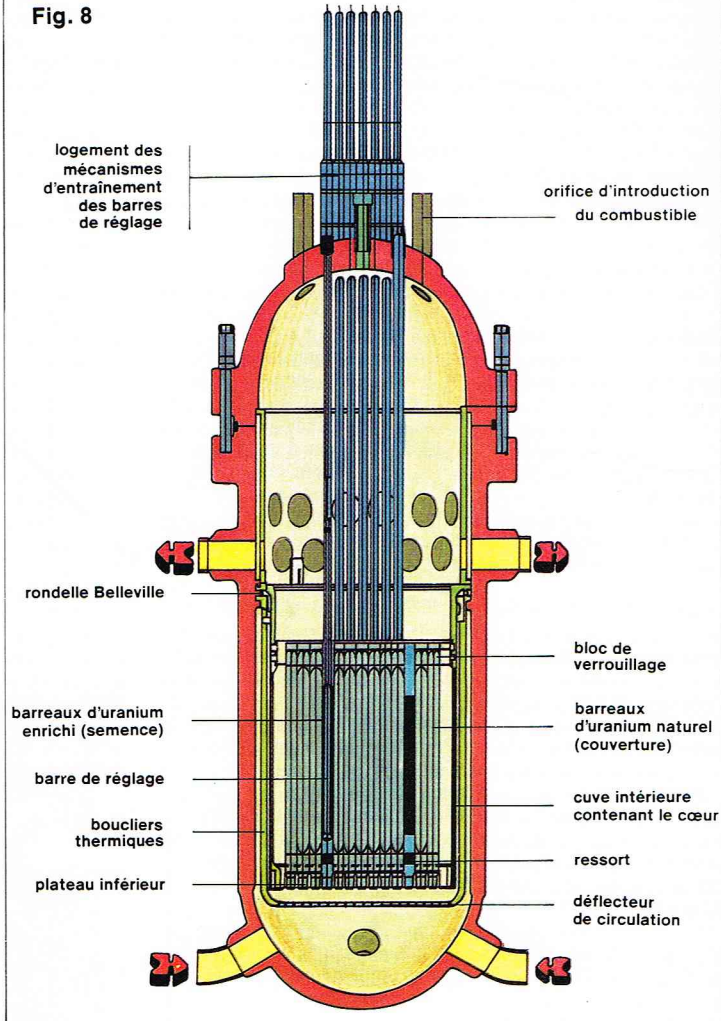 Fig. 8
logement des
mécanismes
d'entraînement
des barres
de réglage
orifice d'introduction
du combustible
rondelle Belleville
barreaux d'uranium
enrichi (semence)
barre de réglage
boucliers
thermiques
plateau inférieur
bloc de
verrouillage
barreaux
d'uranium naturel
(couverture)
cuve intérieure
contenant le cœur
ressort
déflecteur
de circulation